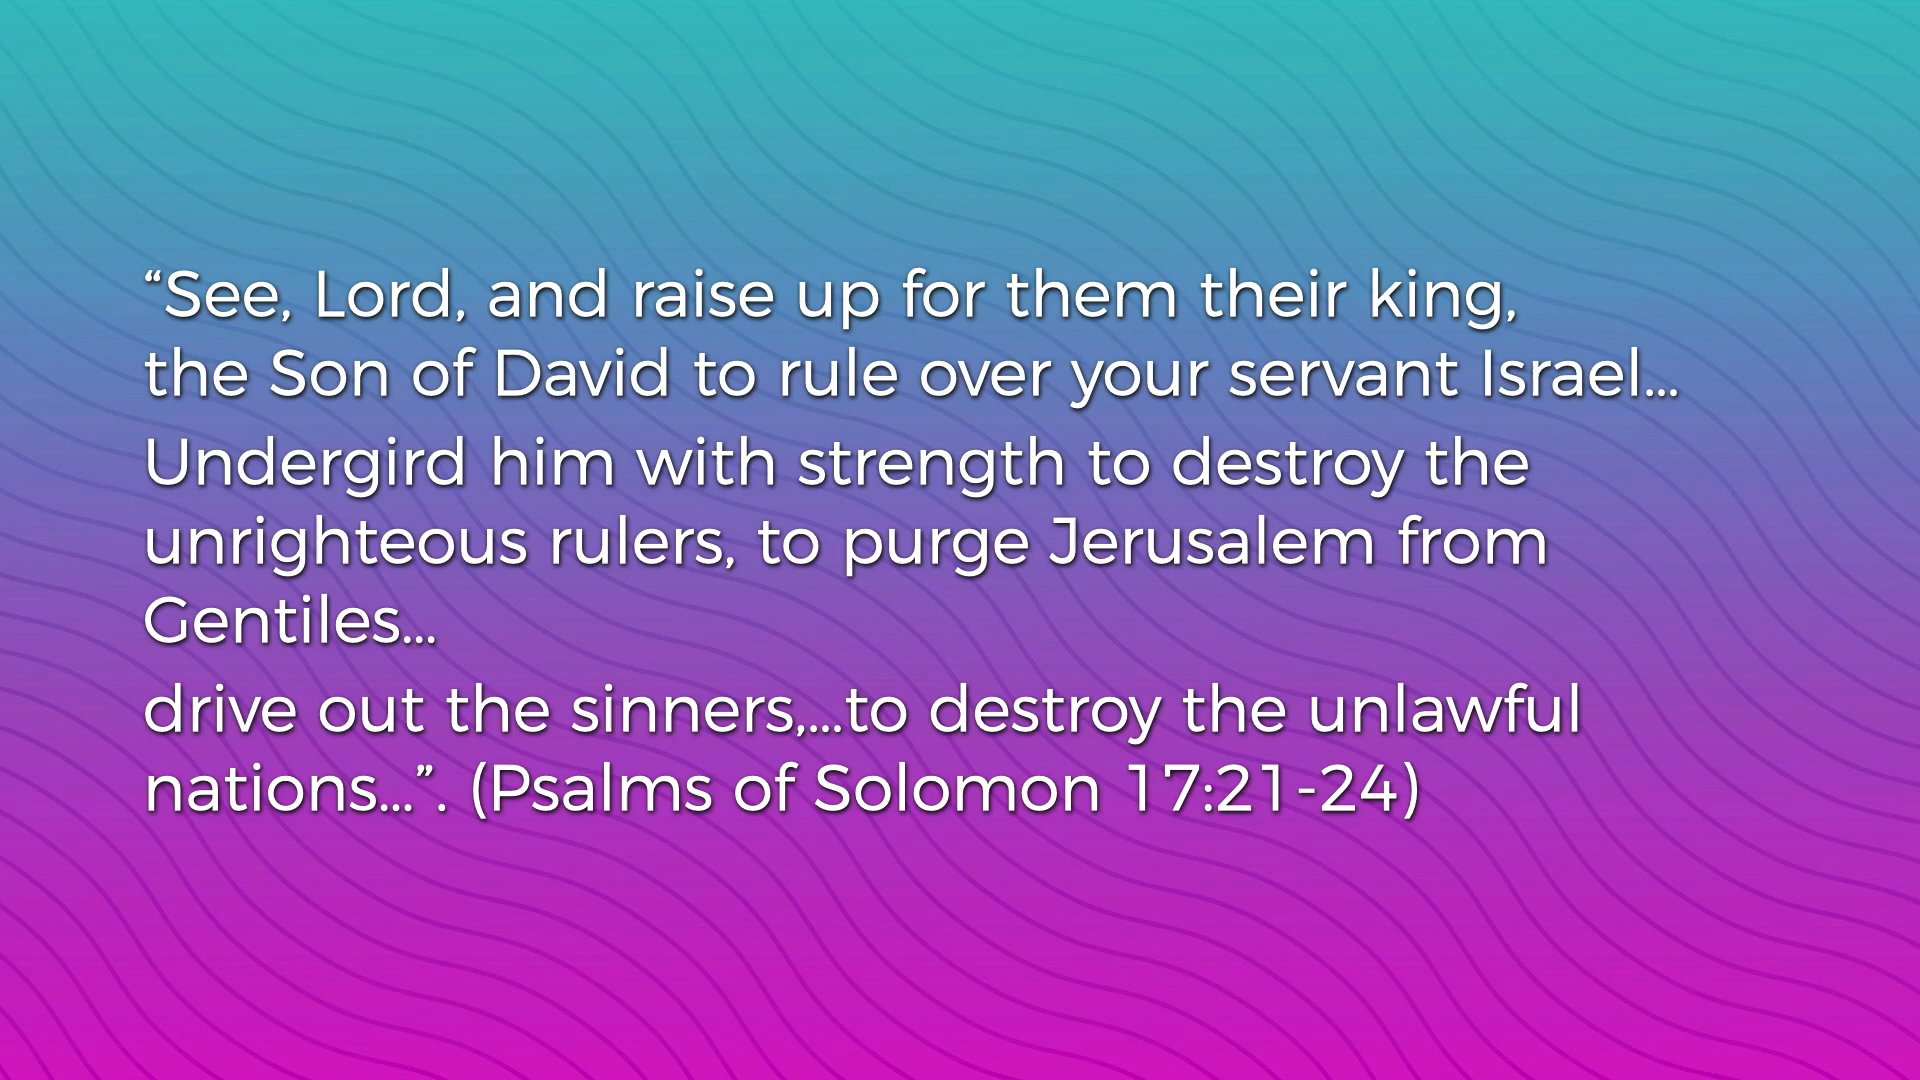 “See, Lord, and raise up for them their king,
the Son of David to rule over your servant Israel…
Undergird him with strength to destroy the
unrighteous rulers, to purge Jerusalem from
Gentiles…
drive out the sinners,…to destroy the unlawful
nations…”. (Psalms of Solomon 17:21-24)